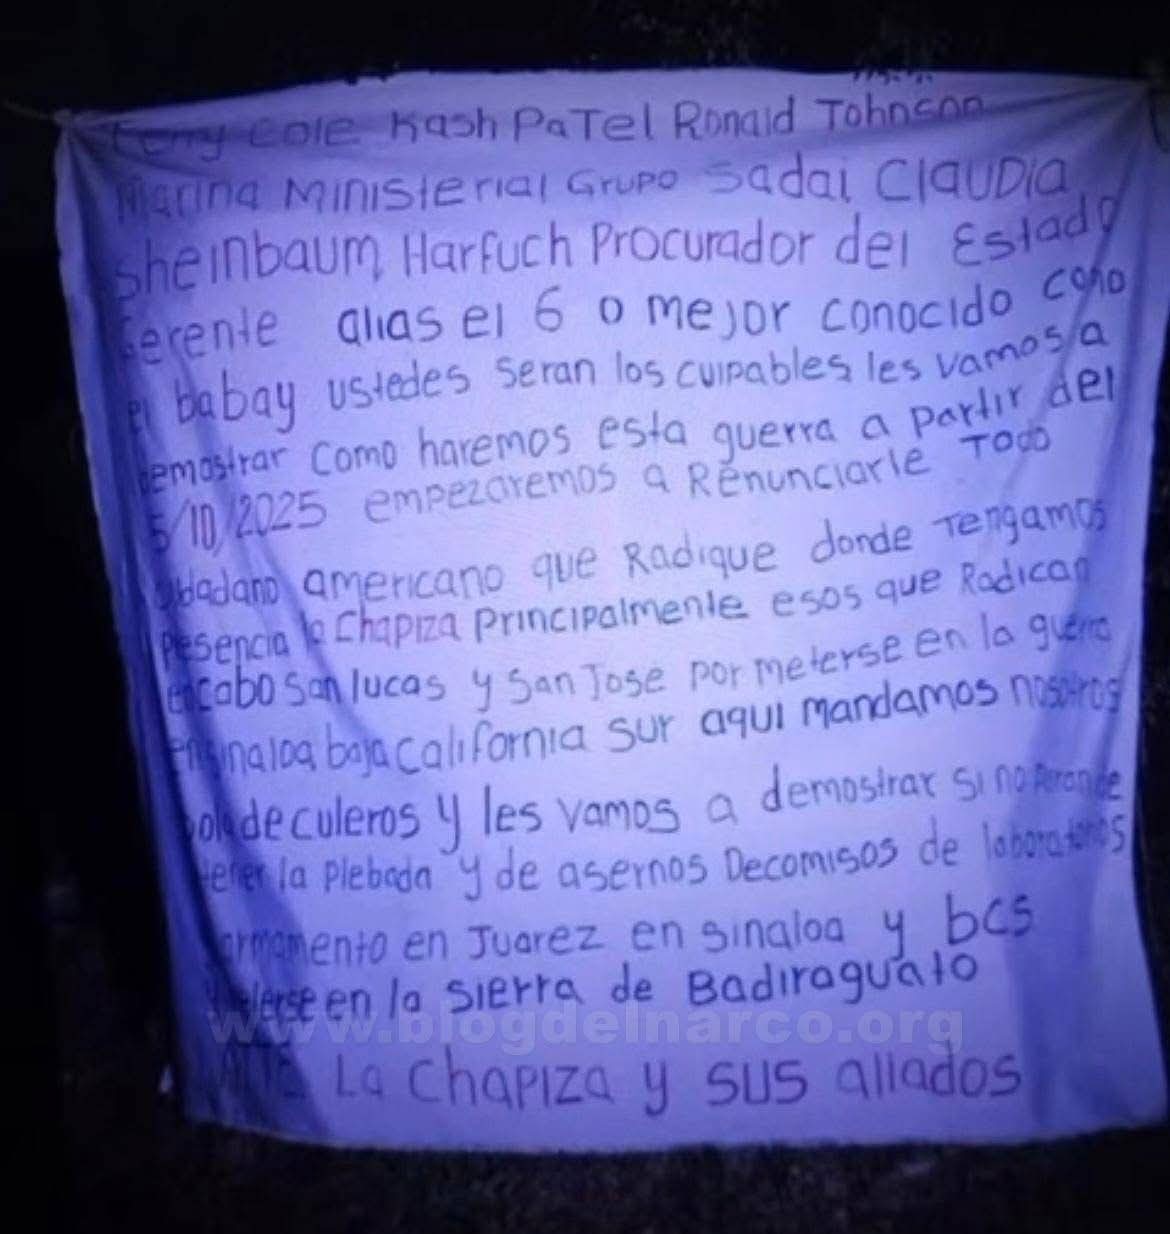 Terry Cole Kash PaTel Ronald Johnson
Marina Ministerial Grupo Sadai Claudia
Sheinbaum Harfuch Procurador del Estado
Gerente alias el 6 o mejor conocido como
el babay ustedes seran los culpables les vamos a
demostrar como haremos esta guerra a partir del
5/10/2025 empezaremos a Renunciarle Todo
americano que Radique donde Tengamos
Presencia la Chapiza Principalmente esos que Radican
en cabo san lucas y san Jose por meterse en la guerra
en sinaloa baja California sur aqui mandamos nosotros
bola de culeros y les vamos a demostrar si no
la Plebada y de asernos Decomisos de laboratorios
armamento en Juarez en sinaloa y bcs
y meterse en la sierra de Badiraguato
www.blogdelnarco.org
ATTE La Chapiza y sus aliados